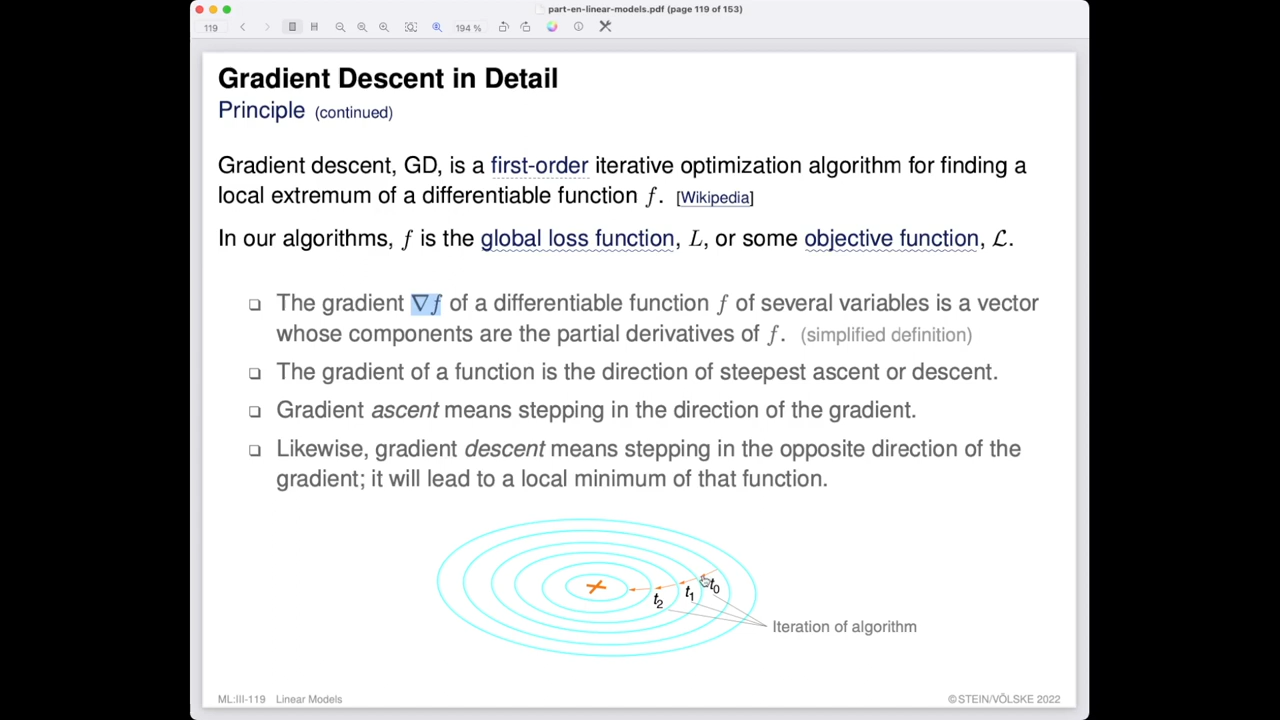 part-en-linear-models.pdf (page 119 of 153)
119
194 %
Gradient Descent in Detail
Principle (continued)
Gradient descent, GD, is a first-order iterative optimization algorithm for finding a
local extremum of a differentiable function f. [Wikipedia]
In our algorithms, f is the global loss function, L, or some objective function, ℒ.
❑ The gradient ∇f of a differentiable function f of several variables is a vector
whose components are the partial derivatives of f. (simplified definition)
❑ The gradient of a function is the direction of steepest ascent or descent.
❑ Gradient ascent means stepping in the direction of the gradient.
❑ Likewise, gradient descent means stepping in the opposite direction of the
gradient; it will lead to a local minimum of that function.
t₂ t₁ t₀
Iteration of algorithm
ML:III-119 Linear Models
©STEIN/VÖLSKE 2022